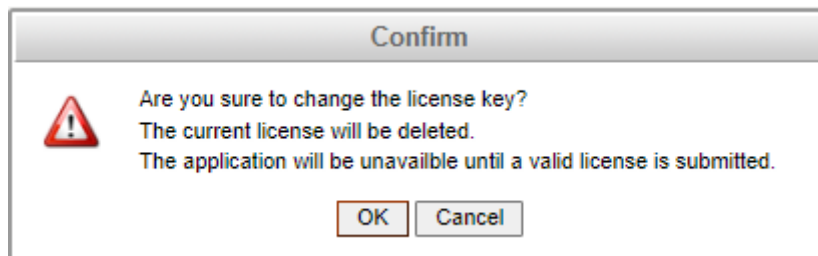 Confirm
Are you sure to change the license key?
The current license will be deleted.
The application will be unavailble until a valid license is submitted.
OK Cancel